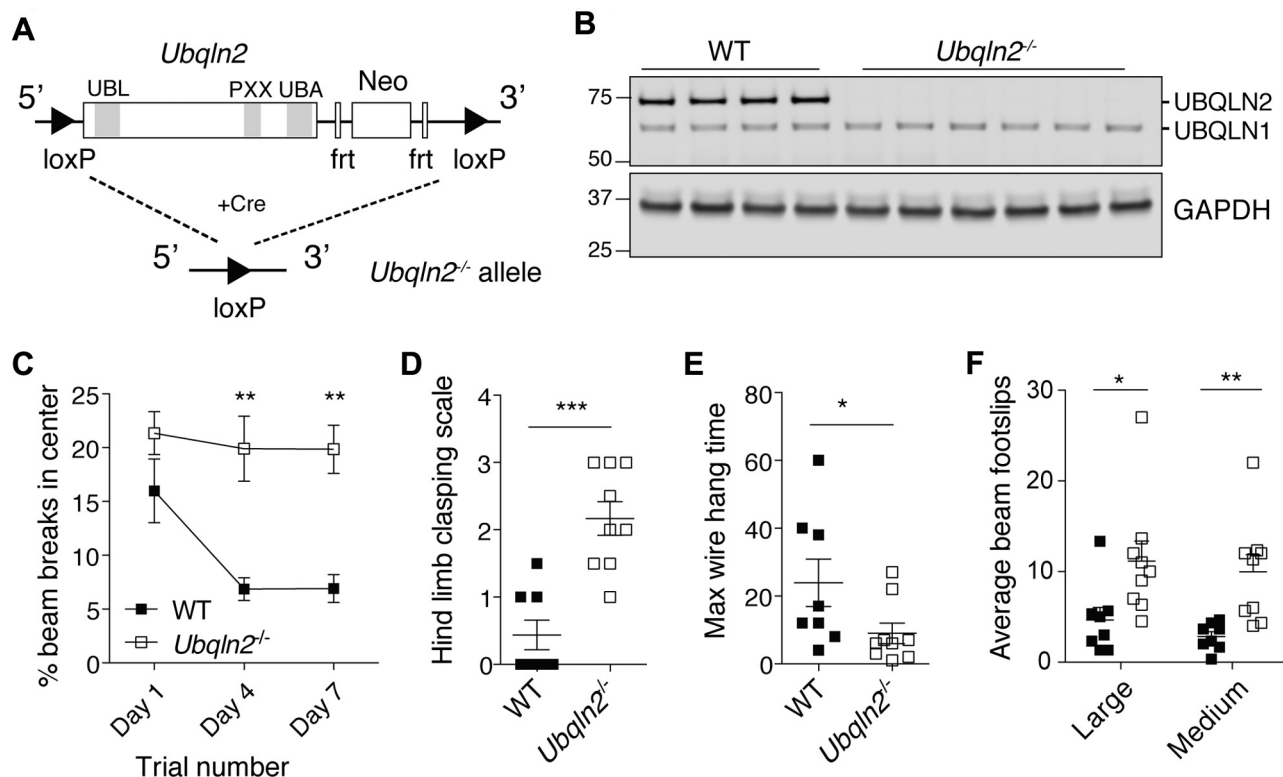 A
Ubqln2
5’
UBL
PXX UBA
Neo
3’
loxP
frt
frt
loxP
+Cre
5’
3’
Ubqln2-/- allele
loxP
B
WT
Ubqln2-/-
75
UBQLN2
UBQLN1
50
37
GAPDH
25
C
% beam breaks in center
25
20
15
10
5
0
** **
WT
Ubqln2-/-
Day 1
Day 4
Day 7
Trial number
D
Hind limb clasping scale
4
3
2
1
0
***
WT
Ubqln2-/-
E
Max wire hang time
80
60
40
20
0
*
WT
Ubqln2-/-
F
Average beam footslips
30
20
10
0
*
**
Large
Medium